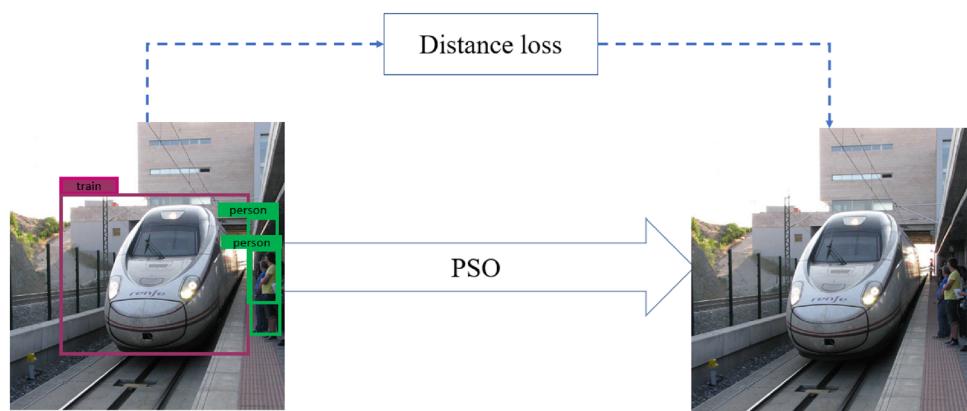 Distance loss
train
person
person
PSO
renfe
renfe